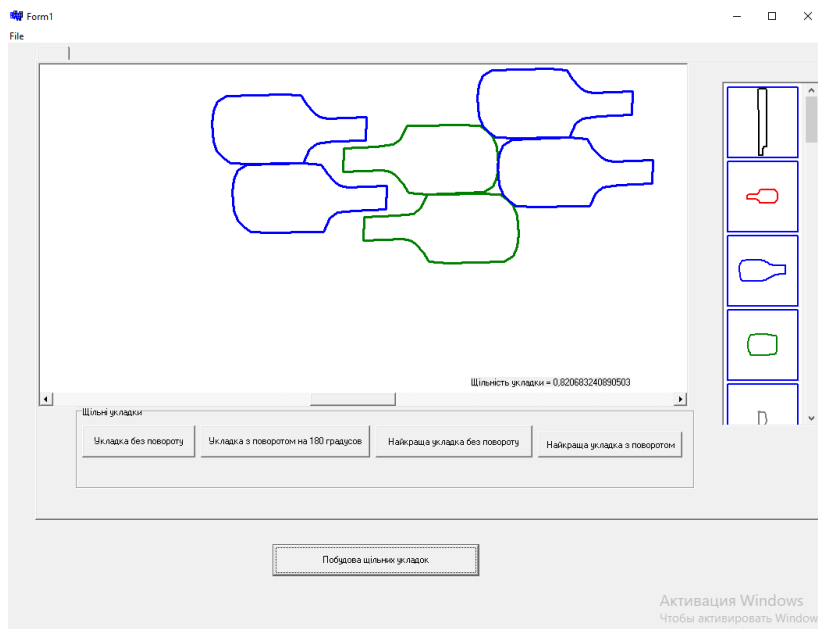 Form1
File
Щільність укладки = 0,820683240890503
Щільні укладки
Укладка без повороту
Укладка з поворотом на 180 градусов
Найкраща укладка без повороту
Найкраща укладка з поворотом
Побудова щільних укладок
Активация Windows
Чтобы активировать Window